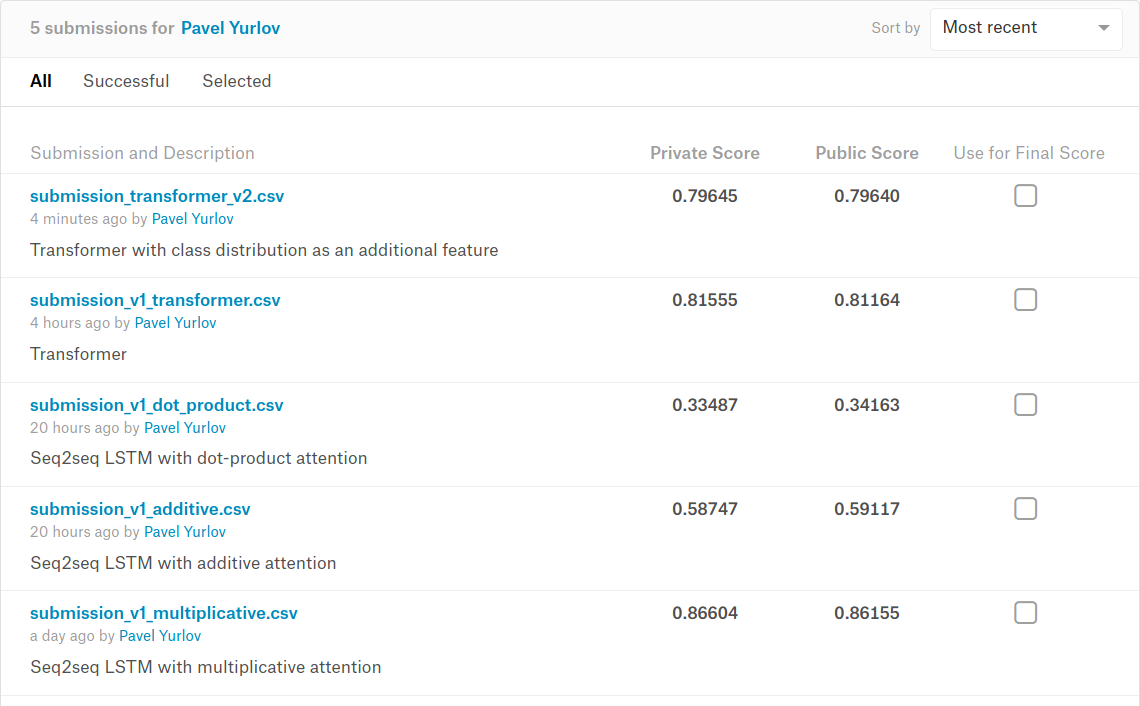 5 submissions for Pavel Yurlov Sort by Most recent
All Successful Selected
Submission and Description Private Score Public Score Use for Final Score
submission_transformer_v2.csv 0.79645 0.79640
4 minutes ago by Pavel Yurlov
Transformer with class distribution as an additional feature
submission_v1_transformer.csv 0.81555 0.81164
4 hours ago by Pavel Yurlov
Transformer
submission_v1_dot_product.csv 0.33487 0.34163
20 hours ago by Pavel Yurlov
Seq2seq LSTM with dot-product attention
submission_v1_additive.csv 0.58747 0.59117
20 hours ago by Pavel Yurlov
Seq2seq LSTM with additive attention
submission_v1_multiplicative.csv 0.86604 0.86155
a day ago by Pavel Yurlov
Seq2seq LSTM with multiplicative attention